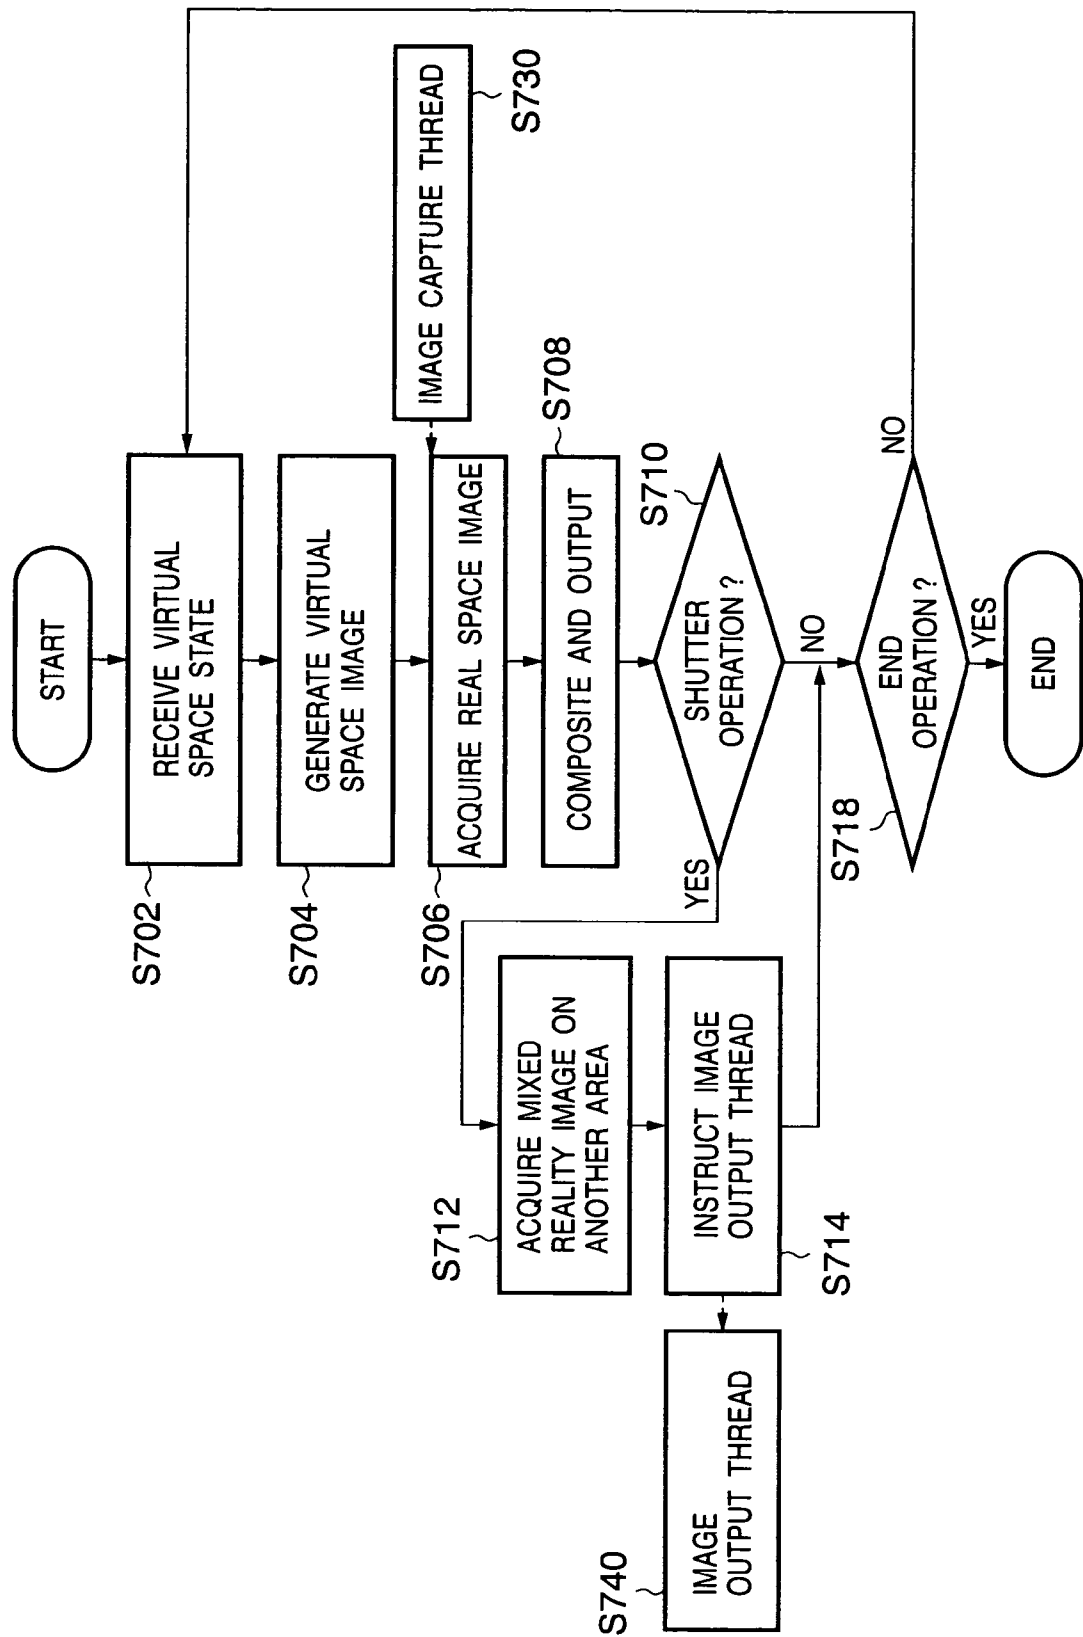 START
S702
RECEIVE VIRTUAL
SPACE STATE
S704
GENERATE VIRTUAL
SPACE IMAGE
S706
ACQUIRE REAL SPACE IMAGE
IMAGE CAPTURE THREAD
S730
COMPOSITE AND OUTPUT
S708
SHUTTER
OPERATION ?
S710
YES
NO
S712
ACQUIRE MIXED
REALITY IMAGE ON
ANOTHER AREA
INSTRUCT IMAGE
OUTPUT THREAD
S714
S740
IMAGE
OUTPUT THREAD
S718
END
OPERATION ?
NO
YES
END